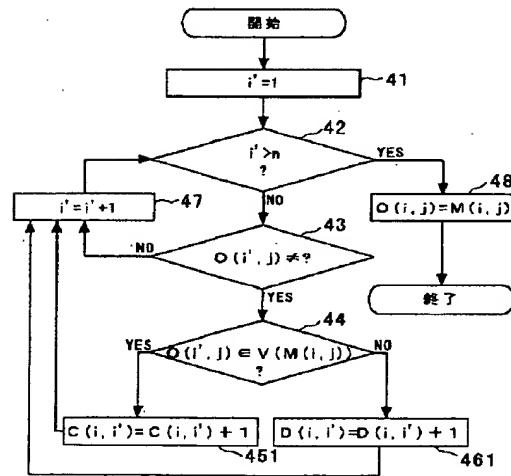 開始
i'=1
41
42
i'>n
?
YES
NO
i'=i'+1
47
48
O(i,j)=M(i,j)
43
O(i',j)≠?
NO
YES
終了
44
YES
O(i',j)∈V(M(i,j))
?
NO
C(i,i')=C(i,i')+1
D(i,i')=D(i,i')+1
451
461